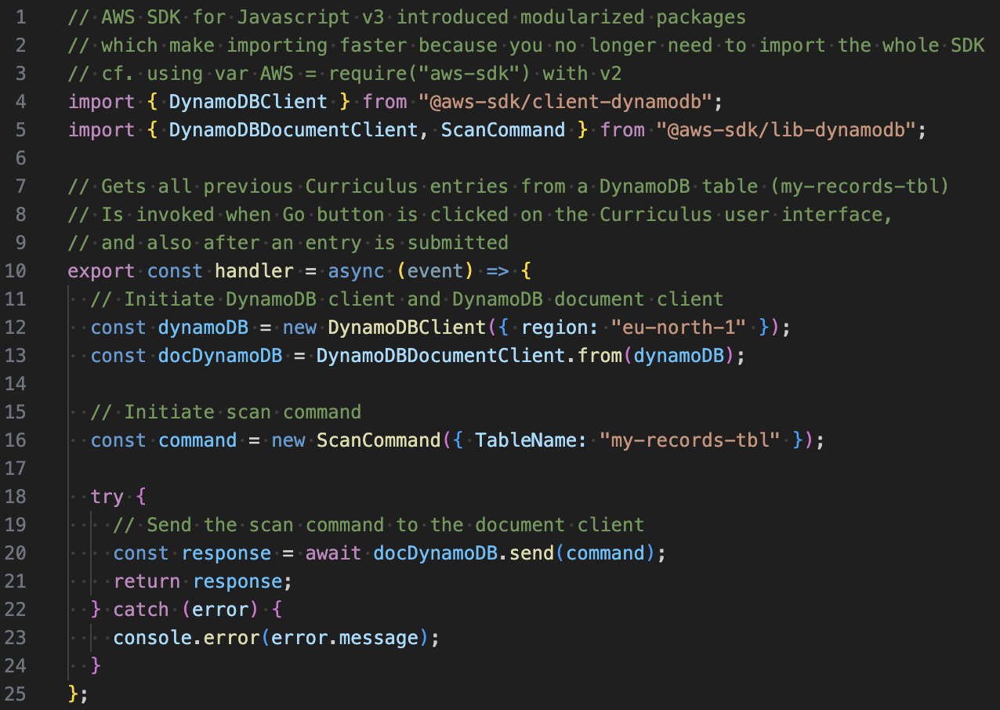 1 // AWS SDK for Javascript v3 introduced modularized packages
2 // which make importing faster because you no longer need to import the whole SDK
3 // cf. using var AWS = require("aws-sdk") with v2
4 import { DynamoDBClient } from "@aws-sdk/client-dynamodb";
5 import { DynamoDBDocumentClient, ScanCommand } from "@aws-sdk/lib-dynamodb";
6
7 // Gets all previous Curriculus entries from a DynamoDB table (my-records-tbl)
8 // Is invoked when Go button is clicked on the Curriculus user interface,
9 // and also after an entry is submitted
10 export const handler = async (event) => {
11   // Initiate DynamoDB client and DynamoDB document client
12   const dynamoDB = new DynamoDBClient({ region: "eu-north-1" });
13   const docDynamoDB = DynamoDBDocumentClient.from(dynamoDB);
14
15   // Initiate scan command
16   const command = new ScanCommand({ TableName: "my-records-tbl" });
17
18   try {
19     // Send the scan command to the document client
20     const response = await docDynamoDB.send(command);
21     return response;
22   } catch (error) {
23     console.error(error.message);
24   }
25 };